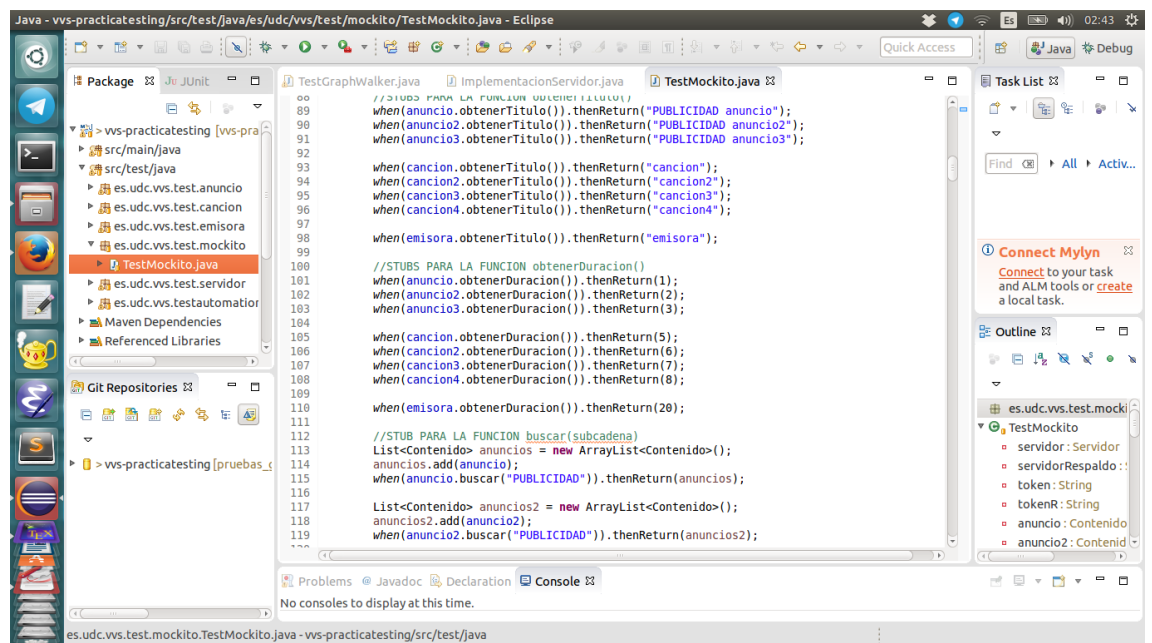 Java - vvs-practicatesting/src/test/java/es/udc/vvs/test/mockito/TestMockito.java - Eclipse
Es
02:43
Quick Access
Java
Debug
Package
JUnit
> vvs-practicatesting [vvs-pra
src/main/java
src/test/java
es.udc.vvs.test.anuncio
es.udc.vvs.test.cancion
es.udc.vvs.test.emisora
es.udc.vvs.test.mockito
TestMockito.java
es.udc.vvs.test.servidor
es.udc.vvs.testautomation
Maven Dependencies
Referenced Libraries
Git Repositories
> vvs-practicatesting [pruebas_
TestGraphWalker.java
ImplementacionServidor.java
TestMockito.java
88 //STUBS PARA LA FUNCION obtenerTitulo()
89 when(anuncio.obtenerTitulo()).thenReturn("PUBLICIDAD anuncio");
90 when(anuncio2.obtenerTitulo()).thenReturn("PUBLICIDAD anuncio2");
91 when(anuncio3.obtenerTitulo()).thenReturn("PUBLICIDAD anuncio3");
92
93 when(cancion.obtenerTitulo()).thenReturn("cancion");
94 when(cancion2.obtenerTitulo()).thenReturn("cancion2");
95 when(cancion3.obtenerTitulo()).thenReturn("cancion3");
96 when(cancion4.obtenerTitulo()).thenReturn("cancion4");
97
98 when(emisora.obtenerTitulo()).thenReturn("emisora");
99
100 //STUBS PARA LA FUNCION obtenerDuracion()
101 when(anuncio.obtenerDuracion()).thenReturn(1);
102 when(anuncio2.obtenerDuracion()).thenReturn(2);
103 when(anuncio3.obtenerDuracion()).thenReturn(3);
104
105 when(cancion.obtenerDuracion()).thenReturn(5);
106 when(cancion2.obtenerDuracion()).thenReturn(6);
107 when(cancion3.obtenerDuracion()).thenReturn(7);
108 when(cancion4.obtenerDuracion()).thenReturn(8);
109
110 when(emisora.obtenerDuracion()).thenReturn(20);
111
112 //STUB PARA LA FUNCION buscar(subcadena)
113 List<Contenido> anuncios = new ArrayList<Contenido>();
114 anuncios.add(anuncio);
115 when(anuncio.buscar("PUBLICIDAD")).thenReturn(anuncios);
116
117 List<Contenido> anuncios2 = new ArrayList<Contenido>();
118 anuncios2.add(anuncio2);
119 when(anuncio2.buscar("PUBLICIDAD")).thenReturn(anuncios2);
Problems
Javadoc
Declaration
Console
No consoles to display at this time.
Task List
Find
All
Activ...
Connect Mylyn
Connect to your task
and ALM tools or create
a local task.
Outline
es.udc.vvs.test.mocki
TestMockito
servidor : Servidor
servidorRespaldo :
token : String
tokenR : String
anuncio : Contenido
anuncio2 : Contenid
es.udc.vvs.test.mockito.TestMockito.java - vvs-practicatesting/src/test/java